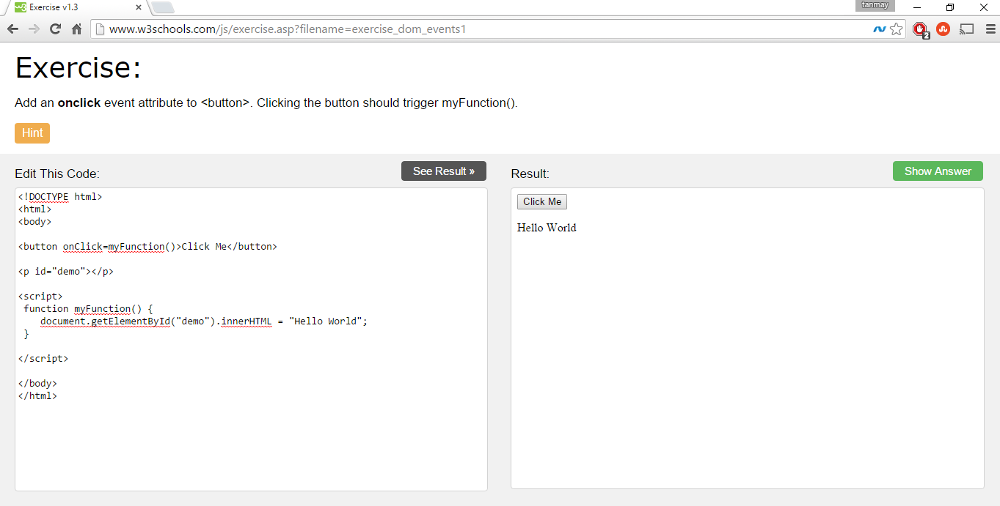 Exercise v1.3
tanmay
www.w3schools.com/js/exercise.asp?filename=exercise_dom_events1
2
Exercise:
Add an onclick event attribute to <button>. Clicking the button should trigger myFunction().
Hint
Edit This Code:
See Result »
<!DOCTYPE html>
<html>
<body>
<button onClick=myFunction()>Click Me</button>
<p id="demo"></p>
<script>
function myFunction() {
document.getElementById("demo").innerHTML = "Hello World";
}
</script>
</body>
</html>
Result:
Show Answer
Click Me
Hello World